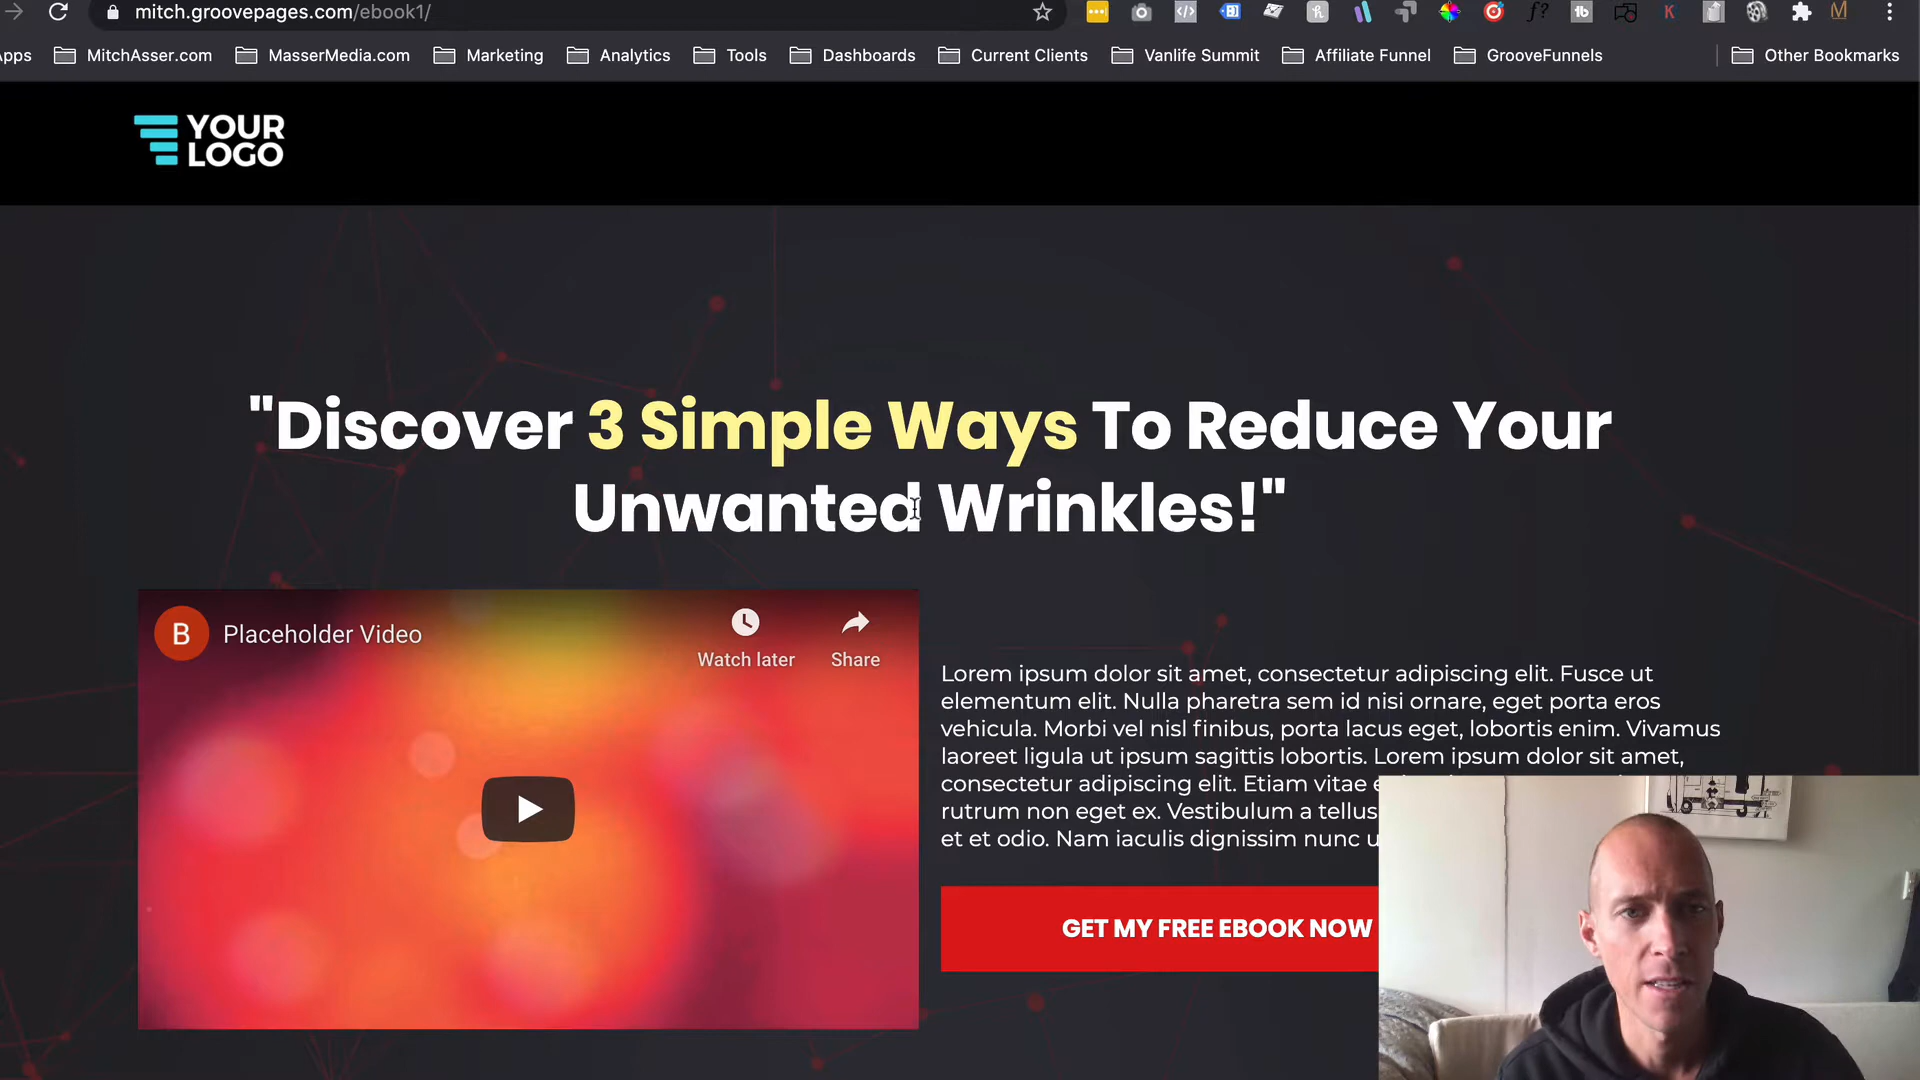 mitch.groovepages.com/ebook1/
MitchAsser.com MasserMedia.com Marketing Analytics Tools Dashboards Current Clients Vanlife Summit Affiliate Funnel GrooveFunnels Other Bookmarks
YOUR
LOGO
"Discover 3 Simple Ways To Reduce Your
Unwanted Wrinkles!"
B Placeholder Video
Watch later Share
Lorem ipsum dolor sit amet, consectetur adipiscing elit. Fusce ut
elementum elit. Nulla pharetra sem id nisi ornare, eget porta eros
vehicula. Morbi vel nisl finibus, porta lacus eget, lobortis enim. Vivamus
laoreet ligula ut ipsum sagittis lobortis. Lorem ipsum dolor sit amet,
consectetur adipiscing elit. Etiam vitae
rutrum non eget ex. Vestibulum a tellus
et et odio. Nam iaculis dignissim nunc
GET MY FREE EBOOK NOW